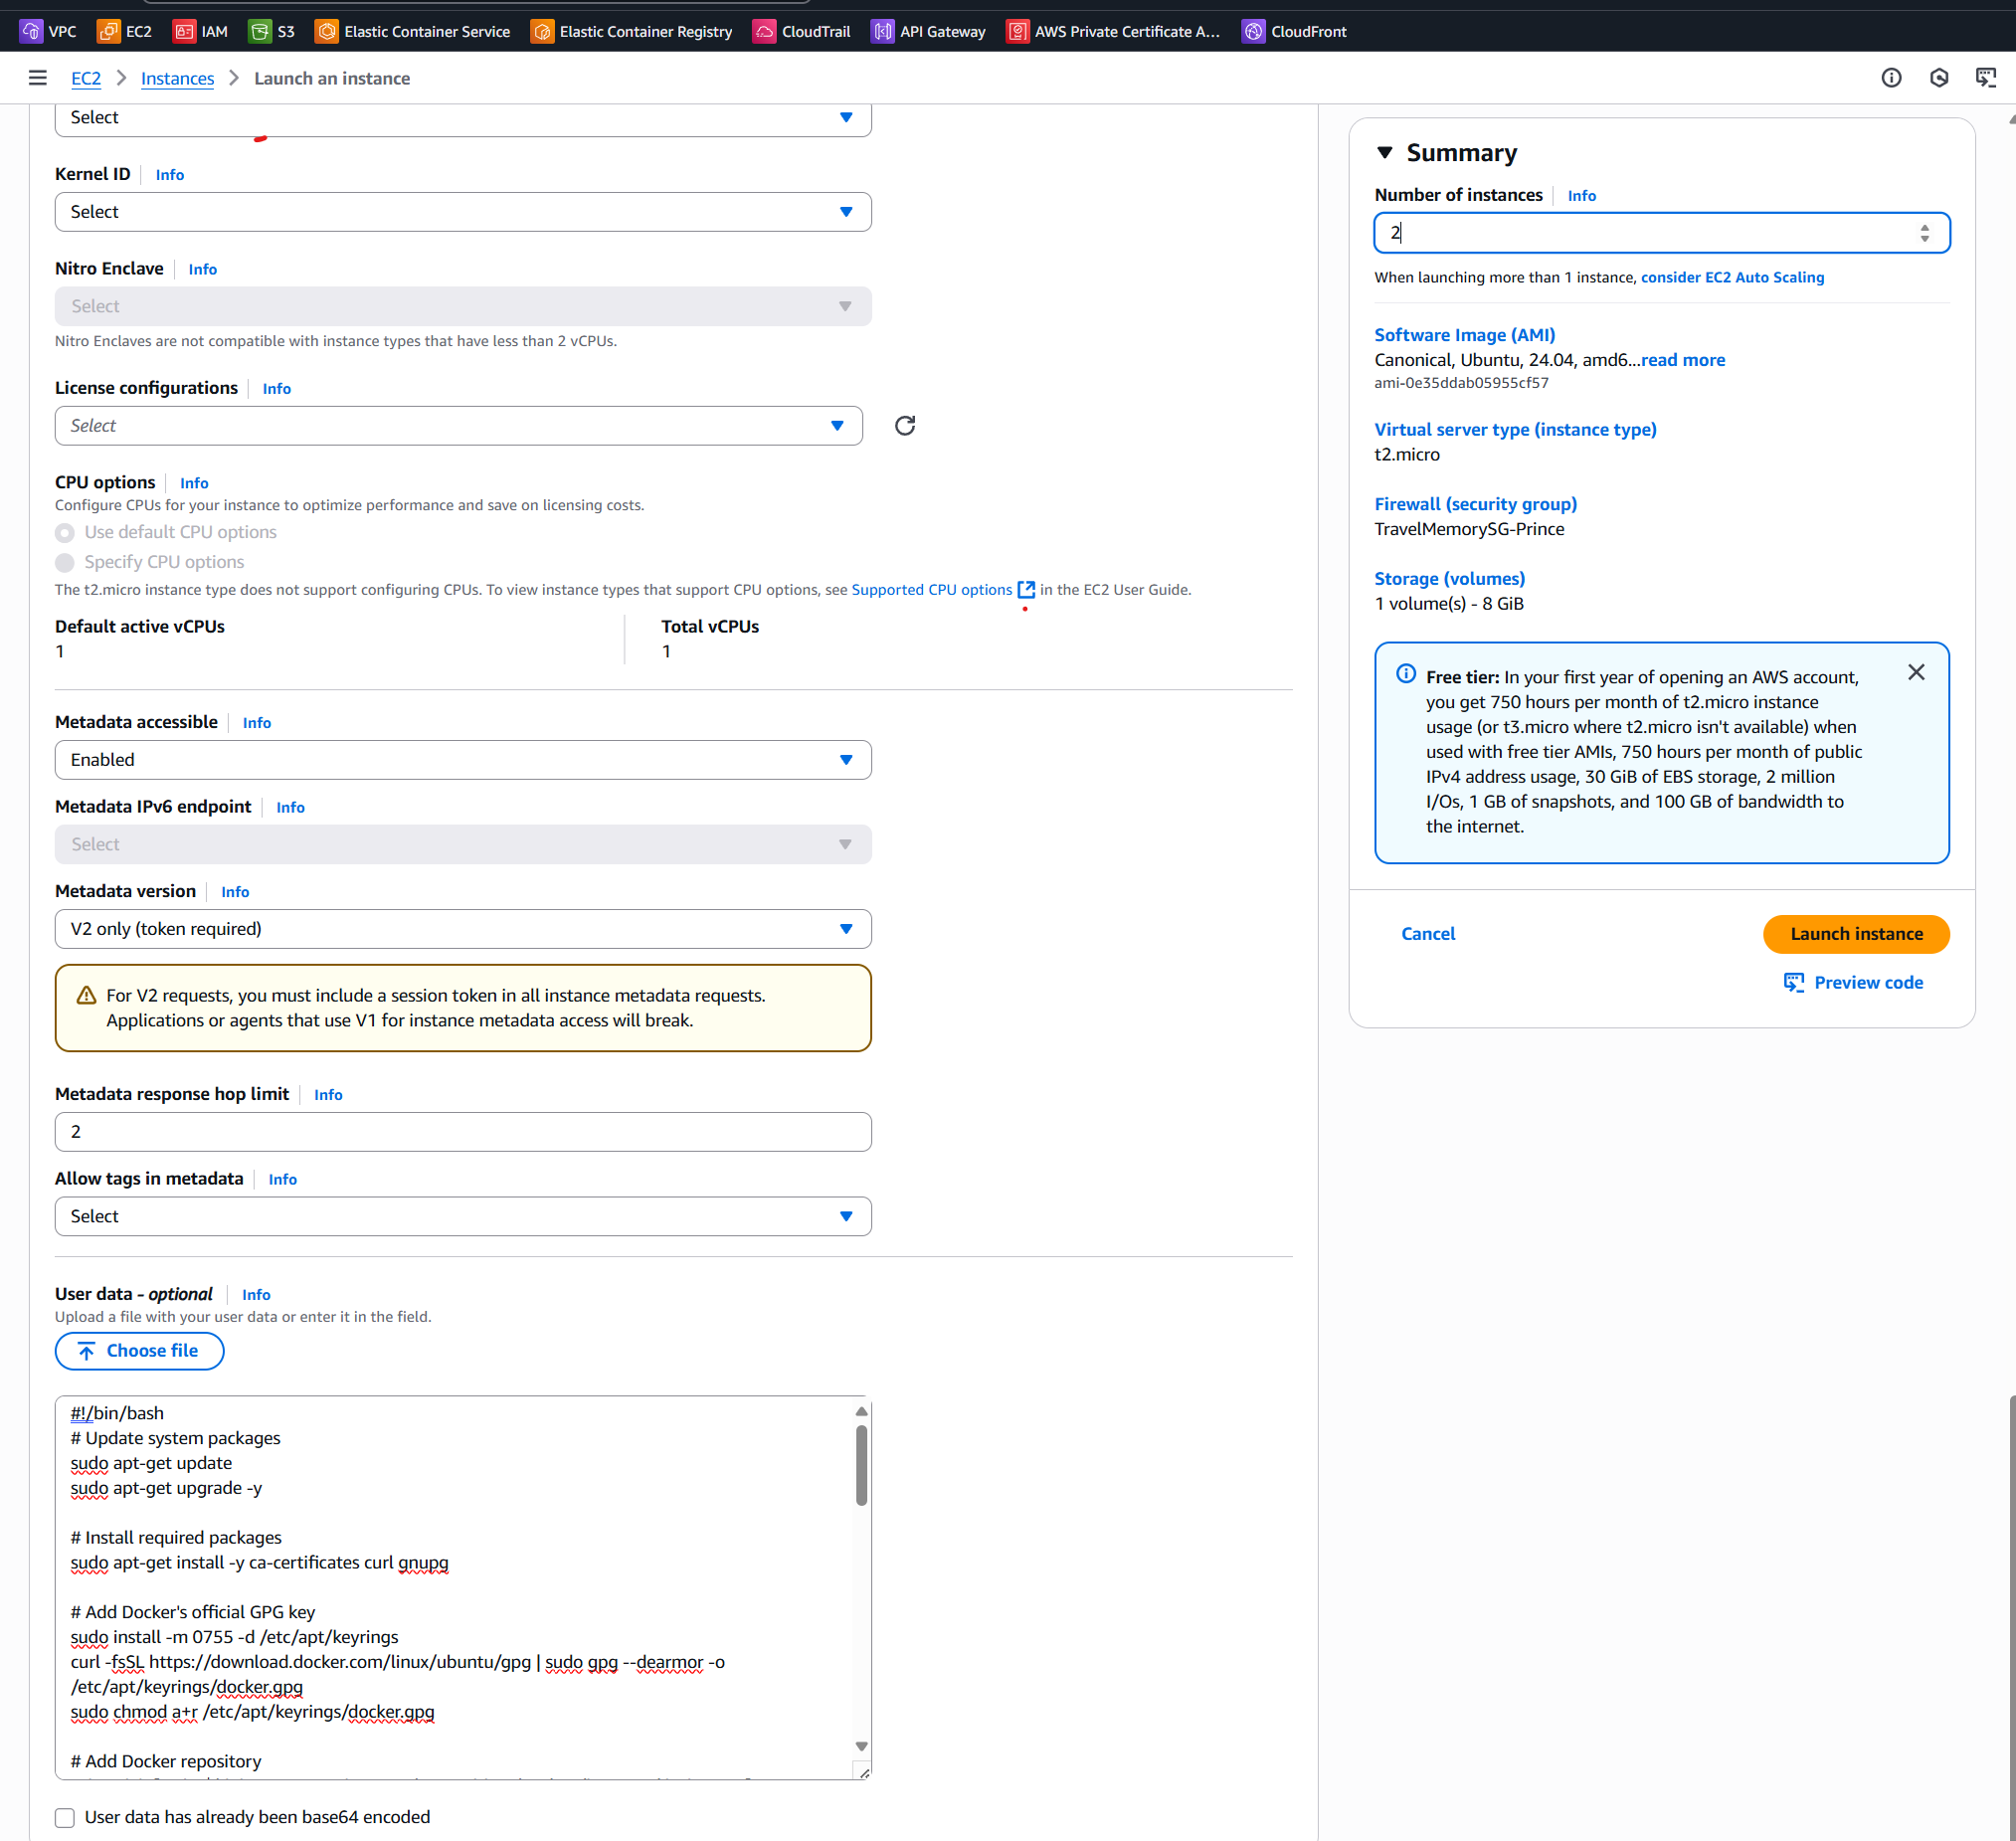 VPC EC2 IAM S3 Elastic Container Service Elastic Container Registry CloudTrail API Gateway AWS Private Certificate A... CloudFront
EC2 > Instances > Launch an instance
Select
Kernel ID Info
Select
Nitro Enclave Info
Select
Nitro Enclaves are not compatible with instance types that have less than 2 vCPUs.
License configurations Info
Select
CPU options Info
Configure CPUs for your instance to optimize performance and save on licensing costs.
Use default CPU options
Specify CPU options
The t2.micro instance type does not support configuring CPUs. To view instance types that support CPU options, see Supported CPU options in the EC2 User Guide.
Default active vCPUs
1
Total vCPUs
1
Metadata accessible Info
Enabled
Metadata IPv6 endpoint Info
Select
Metadata version Info
V2 only (token required)
For V2 requests, you must include a session token in all instance metadata requests.
Applications or agents that use V1 for instance metadata access will break.
Metadata response hop limit Info
2
Allow tags in metadata Info
Select
User data - optional Info
Upload a file with your user data or enter it in the field.
Choose file
#!/bin/bash
# Update system packages
sudo apt-get update
sudo apt-get upgrade -y
# Install required packages
sudo apt-get install -y ca-certificates curl gnupg
# Add Docker's official GPG key
sudo install -m 0755 -d /etc/apt/keyrings
curl -fsSL https://download.docker.com/linux/ubuntu/gpg | sudo gpg --dearmor -o
/etc/apt/keyrings/docker.gpg
sudo chmod a+r /etc/apt/keyrings/docker.gpg
# Add Docker repository
User data has already been base64 encoded
Summary
Number of instances Info
2
When launching more than 1 instance, consider EC2 Auto Scaling
Software Image (AMI)
Canonical, Ubuntu, 24.04, amd6...read more
ami-0e35ddab05955cf57
Virtual server type (instance type)
t2.micro
Firewall (security group)
TravelMemorySG-Prince
Storage (volumes)
1 volume(s) - 8 GiB
Free tier: In your first year of opening an AWS account,
you get 750 hours per month of t2.micro instance
usage (or t3.micro where t2.micro isn't available) when
used with free tier AMIs, 750 hours per month of public
IPv4 address usage, 30 GiB of EBS storage, 2 million
I/Os, 1 GB of snapshots, and 100 GB of bandwidth to
the internet.
Cancel
Launch instance
Preview code